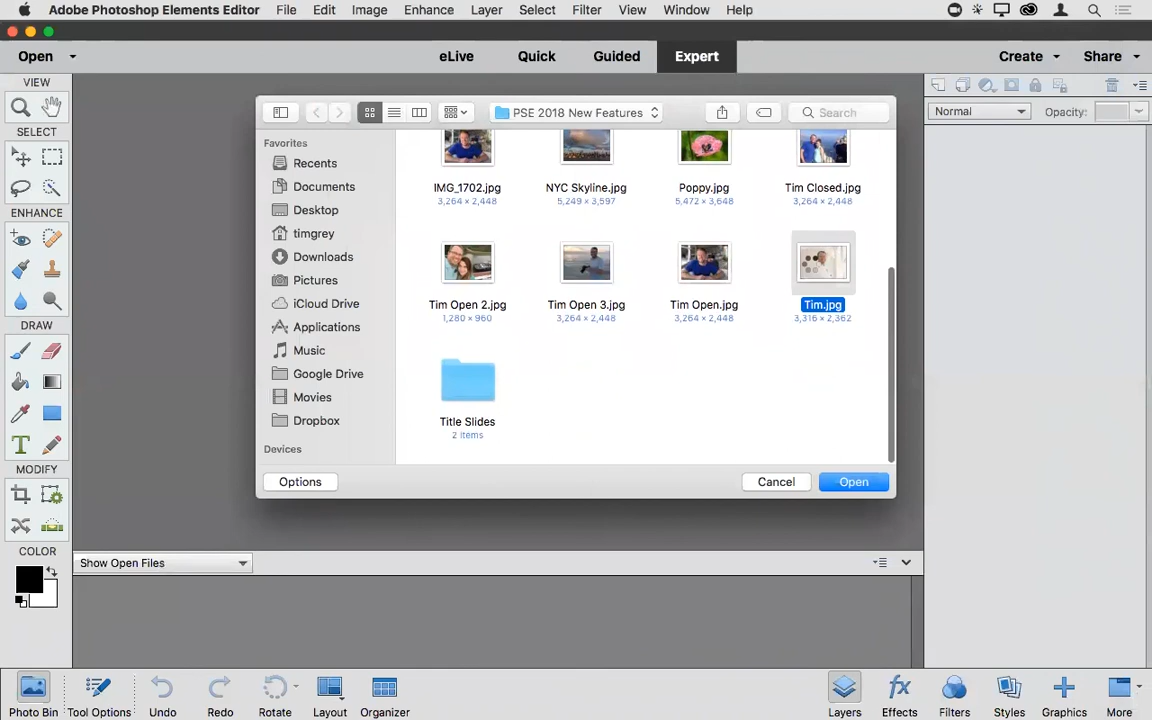 Adobe Photoshop Elements Editor File Edit Image Enhance Layer Select Filter View Window Help
Open eLive Quick Guided Expert Create Share
VIEW
SELECT
ENHANCE
DRAW
MODIFY
COLOR
PSE 2018 New Features
Search
Favorites
Recents
Documents
Desktop
timgrey
Downloads
Pictures
iCloud Drive
Applications
Music
Google Drive
Movies
Dropbox
Devices
IMG_1702.jpg NYC Skyline.jpg Poppy.jpg Tim Closed.jpg
3,264 × 2,448 5,249 × 3,597 5,472 × 3,648 3,264 × 2,448
Tim Open 2.jpg Tim Open 3.jpg Tim Open.jpg Tim.jpg
1,280 × 960 3,264 × 2,448 3,264 × 2,448 3,316 × 2,362
Title Slides
2 items
Options Cancel Open
Normal Opacity:
Show Open Files
Photo Bin Tool Options Undo Redo Rotate Layout Organizer Layers Effects Filters Styles Graphics More